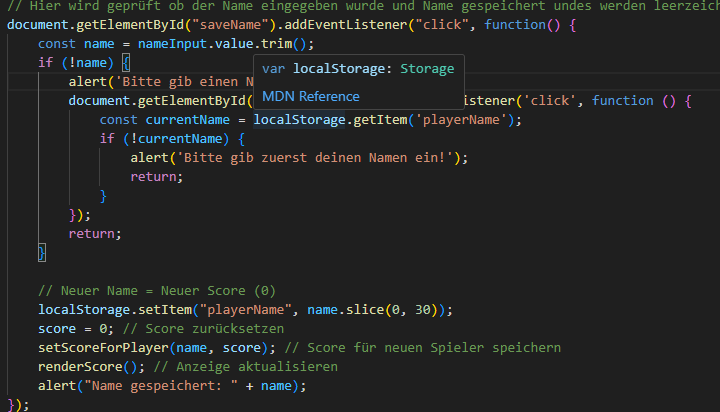 // Hier wird geprüft ob der Name eingegeben wurde und Name gespeichert undes werden leerzeich
document.getElementById("saveName").addEventListener("click", function() {
const name = nameInput.value.trim();
if (!name) {
var localStorage: Storage
alert('Bitte gib einen N
MDN Reference
document.getElementById( istener('click', function () {
const currentName = localStorage.getItem('playerName');
if (!currentName) {
alert('Bitte gib zuerst deinen Namen ein!');
return;
}
});
return;
}
// Neuer Name = Neuer Score (0)
localStorage.setItem("playerName", name.slice(0, 30));
score = 0; // Score zurücksetzen
setScoreForPlayer(name, score); // Score für neuen Spieler speichern
renderScore(); // Anzeige aktualisieren
alert("Name gespeichert: " + name);
});